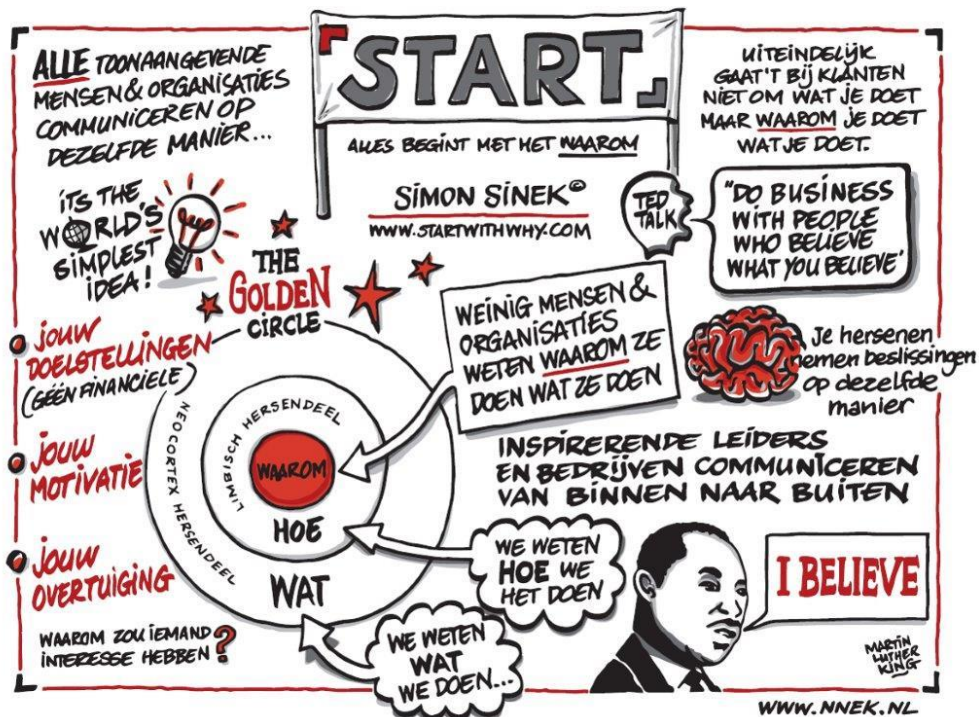 START
ALLES BEGINT MET HET WAAROM
SIMON SINEK©
WWW.STARTWITHWHY.COM
ALLE TOONAANGEVENDE
MENSEN & ORGANISATIES
COMMUNICEREN OP
DEZELFDE MANIER...
ITS THE
WORLD'S
SIMPLEST
IDEA!
UITEINDELIJK
GAAT'T BIJ KLANTEN
NIET OM WAT JE DOET
MAAR WAAROM JE DOET
WAT JE DOET.
TED
TALK
"DO BUSINESS
WITH PEOPLE
WHO BELIEVE
WHAT YOU BELIEVE'
THE
GOLDEN
CIRCLE
WEINIG MENSEN &
ORGANISATIES
WETEN WAAROM ZE
DOEN WAT ZE DOEN
Je hersenen
nemen beslissingen
op dezelfde
manier
JOUW
DOELSTELLINGEN
(GÉÉN FINANCIELE)
JOUW
MOTIVATIE
JOUW
OVERTUIGING
WAAROM ZOU IEMAND
INTERESSE HEBBEN?
NEOCORTEX HERSENDEEL
LIMBISCH HERSENDEEL
WAAROM
HOE
WAT
INSPIRERENDE LEIDERS
EN BEDRIJVEN COMMUNICEREN
VAN BINNEN NAAR BUITEN
WE WETEN
HOE WE
HET DOEN
WE WETEN
WAT
WE DOEN...
I BELIEVE
MARTIN
LUTHER
KING
WWW.NNEK.NL